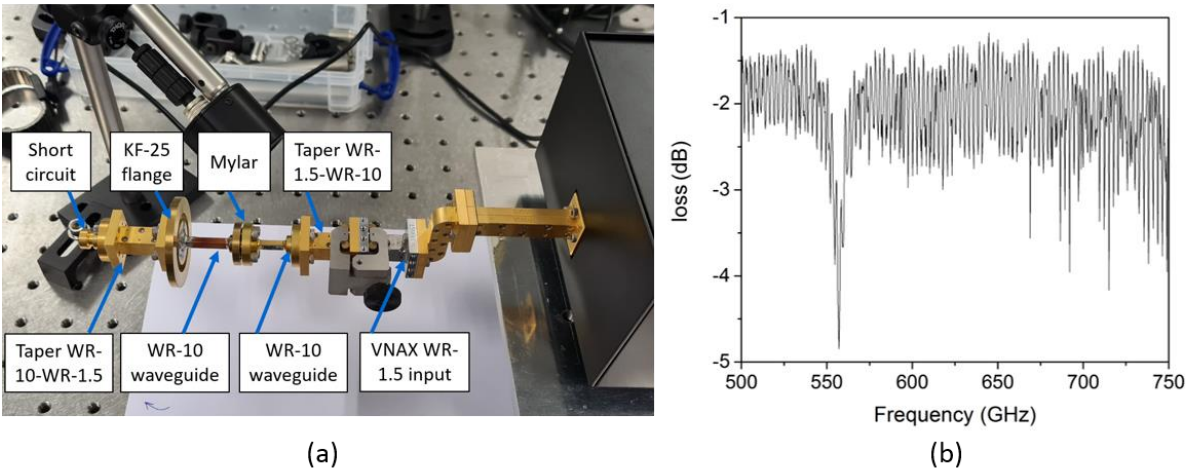 Short
circuit
KF-25
flange
Mylar
Taper WR-
1.5-WR-10
Taper WR-
10-WR-1.5
WR-10
waveguide
WR-10
waveguide
VNAX WR-
1.5 input
(a)
-1
-2
-3
-4
-5
loss (dB)
500
550
600
650
700
750
Frequency (GHz)
(b)